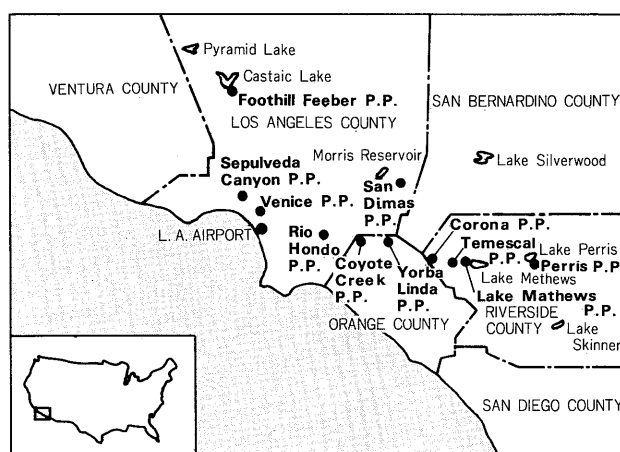 Pyramid Lake
Castaic Lake
VENTURA COUNTY
Foothill Feeber P.P.
SAN BERNARDINO COUNTY
LOS ANGELES COUNTY
Morris Reservoir
Lake Silverwood
Sepulveda
Canyon P.P.
Venice P.P.
San
Dimas
P.P.
L.A. AIRPORT
Rio
Hondo
P.P.
Coyote
Creek
P.P.
Yorba
Linda
P.P.
Corona P.P.
Temescal
P.P.
Lake Perris
Perris P.P.
Lake Methews
Lake Mathews
P.P.
ORANGE COUNTY
RIVERSIDE
COUNTY
Lake
Skinner
SAN DIEGO COUNTY